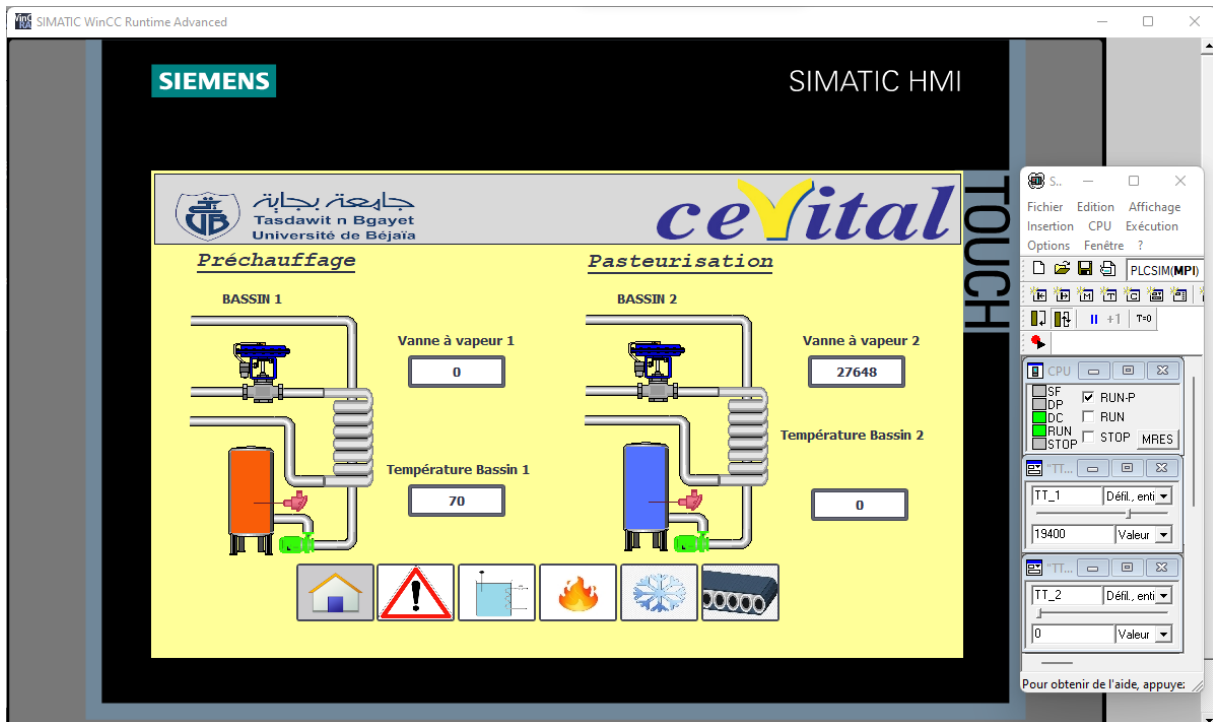 SIMATIC WinCC Runtime Advanced
SIEMENS
SIMATIC HMI
TOUCH
جامعة بجاية
Tasdawit n Bgayet
Université de Béjaïa
cevital
Préchauffage
Pasteurisation
BASSIN 1
BASSIN 2
Vanne à vapeur 1
0
Vanne à vapeur 2
27648
Température Bassin 1
70
Température Bassin 2
0
S..
Fichier Edition Affichage
Insertion CPU Exécution
Options Fenêtre ?
PLCSIM(MPI)
+1 T=0
CPU
SF
DP
DC
RUN
STOP
RUN-P
RUN
STOP MRES
"TT...
TT_1 Défil., enti
19400 Valeur
"TT...
TT_2 Défil., enti
0 Valeur
Pour obtenir de l'aide, appuye: